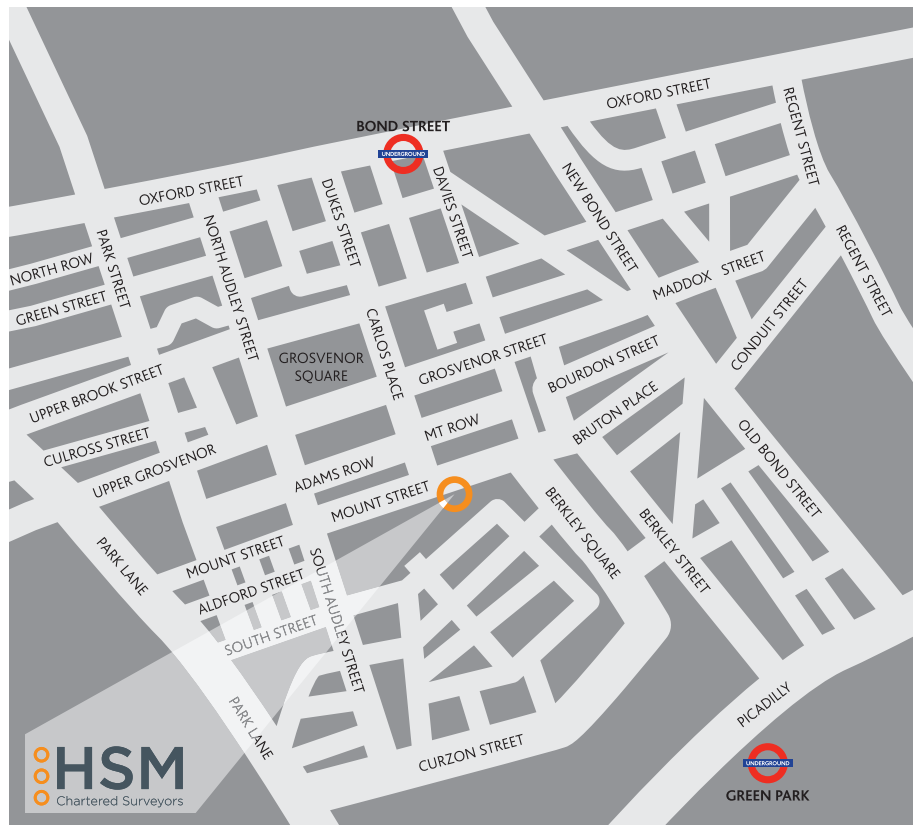 OXFORD STREET
REGENT STREET
BOND STREET
UNDERGROUND
OXFORD STREET
DUKES STREET
DAVIES STREET
NEW BOND STREET
NORTH AUDLEY STREET
PARK STREET
REGENT STREET
NORTH ROW
MADDOX STREET
GREEN STREET
CONDUIT STREET
CARLOS PLACE
GROSVENOR
SQUARE
GROSVENOR STREET
BOURDON STREET
UPPER BROOK STREET
BRUTON PLACE
MT ROW
CULROSS STREET
OLD BOND STREET
UPPER GROSVENOR
ADAMS ROW
MOUNT STREET
BERKLEY SQUARE
BERKLEY STREET
PARK LANE
MOUNT STREET
SOUTH AUDLEY STREET
ALDFORD STREET
SOUTH STREET
PARK LANE
PICADILLY
CURZON STREET
UNDERGROUND
GREEN PARK
HSM
Chartered Surveyors